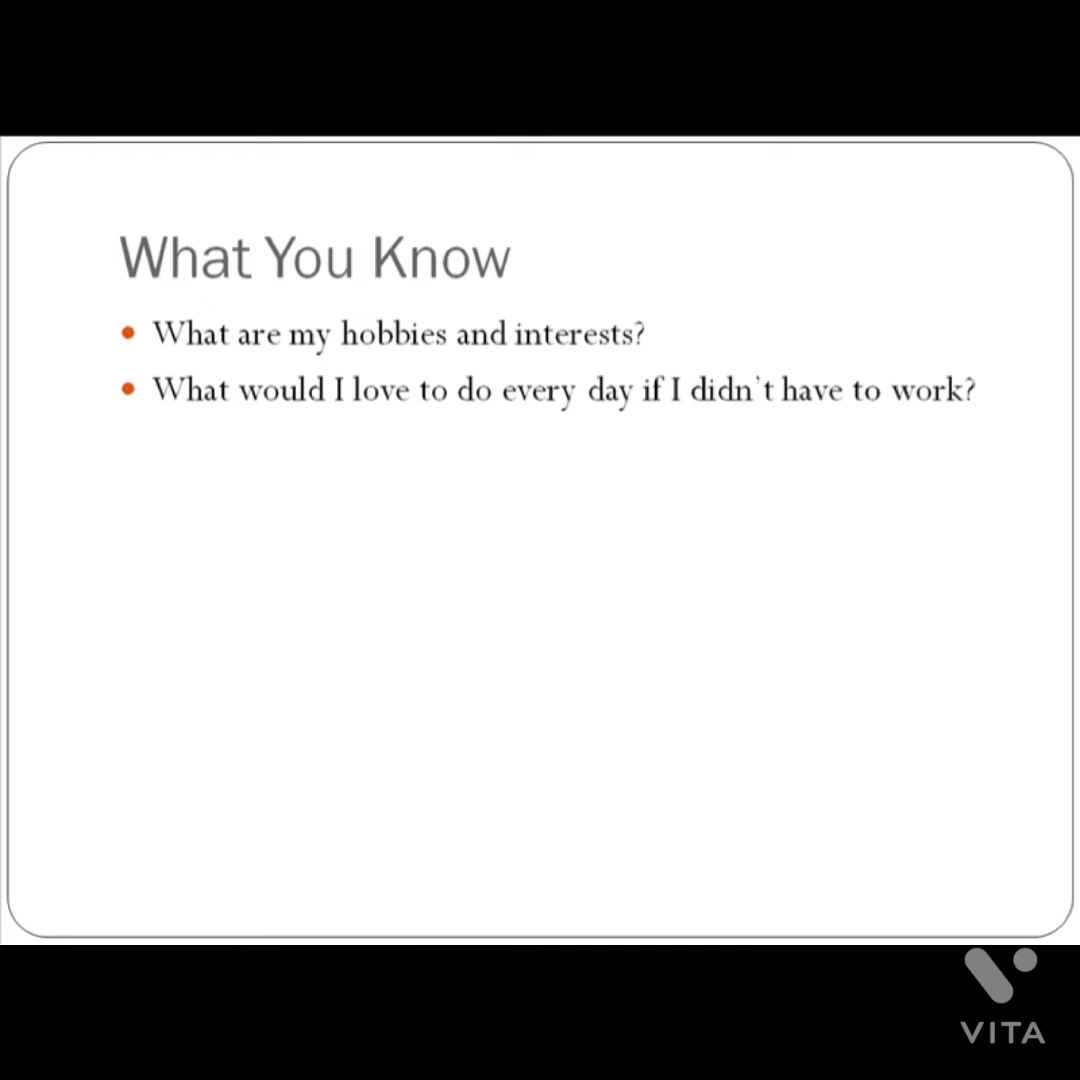 What You Know
• What are my hobbies and interests?
• What would I love to do every day if I didn't have to work?
VITA